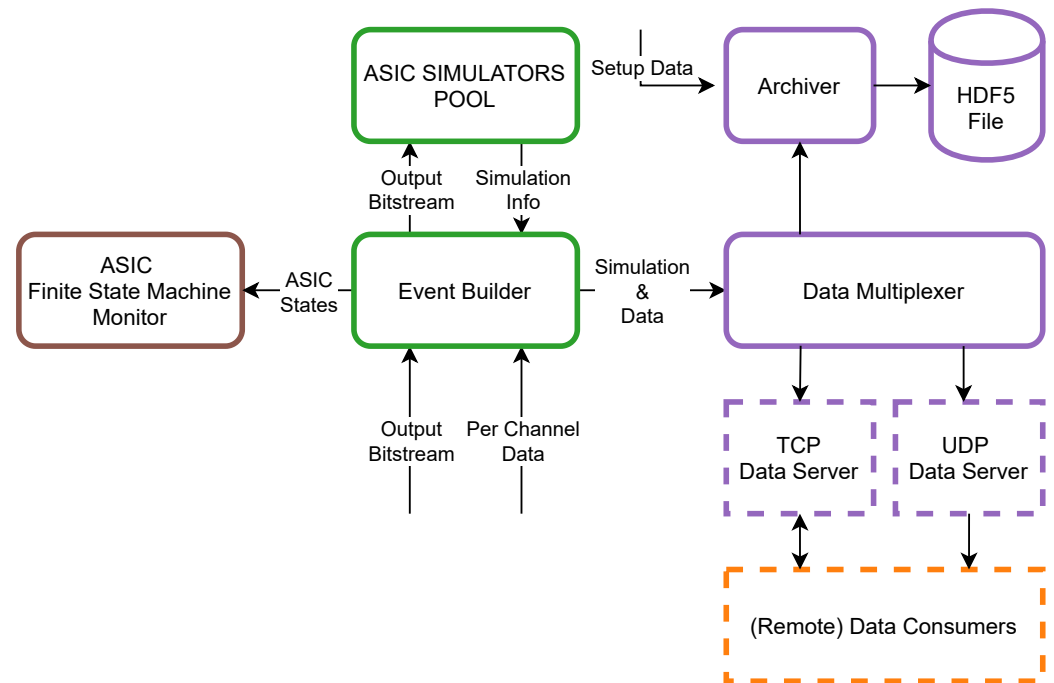 ASIC SIMULATORS
POOL
Setup Data
Archiver
HDF5
File
Output
Bitstream
Simulation
Info
ASIC
Finite State Machine
Monitor
ASIC
States
Event Builder
Simulation
&
Data
Data Multiplexer
Output
Bitstream
Per Channel
Data
TCP
Data Server
UDP
Data Server
(Remote) Data Consumers